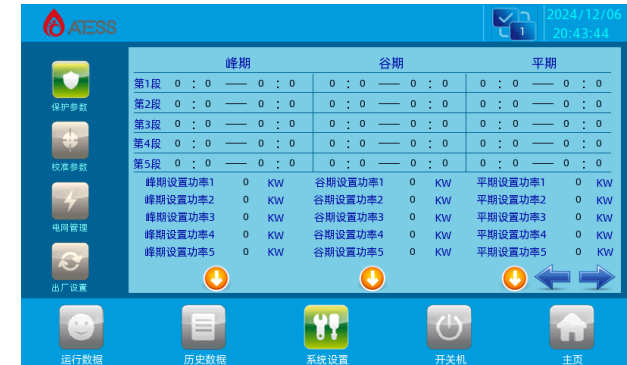 ATESS
1
2024/12/06
20:43:44
峰期 谷期 平期
第1段 0 : 0 —— 0 : 0 0 : 0 —— 0 : 0 0 : 0 —— 0 : 0
第2段 0 : 0 —— 0 : 0 0 : 0 —— 0 : 0 0 : 0 —— 0 : 0
第3段 0 : 0 —— 0 : 0 0 : 0 —— 0 : 0 0 : 0 —— 0 : 0
第4段 0 : 0 —— 0 : 0 0 : 0 —— 0 : 0 0 : 0 —— 0 : 0
第5段 0 : 0 —— 0 : 0 0 : 0 —— 0 : 0 0 : 0 —— 0 : 0
峰期设置功率1 0 KW 谷期设置功率1 0 KW 平期设置功率1 0 KW
峰期设置功率2 0 KW 谷期设置功率2 0 KW 平期设置功率2 0 KW
峰期设置功率3 0 KW 谷期设置功率3 0 KW 平期设置功率3 0 KW
峰期设置功率4 0 KW 谷期设置功率4 0 KW 平期设置功率4 0 KW
峰期设置功率5 0 KW 谷期设置功率5 0 KW 平期设置功率5 0 KW
保护参数
校准参数
电网管理
出厂设置
运行数据 历史数据 系统设置 开关机 主页